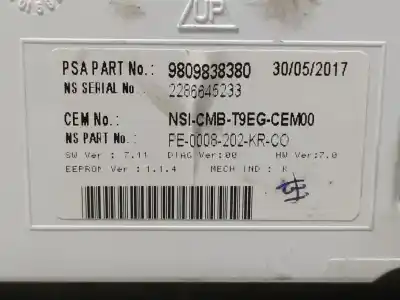 UP
PSA PART No.: 9809838380 30/05/2017
NS SERIAL No.: 2286645233
CEM No.: NSI-CMB-T9EG-CEM00
NS PART No.: PE-0008-202-KR-CO
SW Ver : 7.11 DIAG Ver:00 HW Ver:7.0
EEPROM Ver : 1.1.4 MECH IND : K